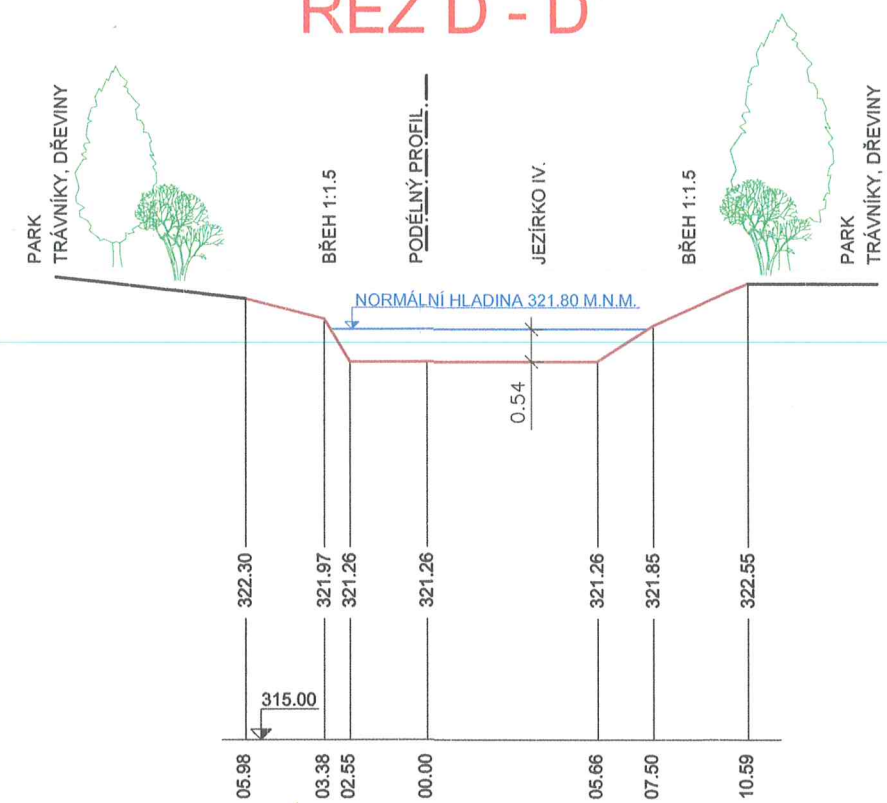 ŘEZ D - D
PARK
TRÁVNÍKY, DŘEVINY
BŘEH 1:1.5
PODÉLNÝ PROFIL
JEZÍRKO IV.
BŘEH 1:1.5
PARK
TRÁVNÍKY, DŘEVINY
NORMÁLNÍ HLADINA 321.80 M.N.M.
0.54
322.30
321.97
321.26
321.26
321.26
321.85
322.55
315.00
05.98
03.38
02.55
00.00
05.66
07.50
10.59